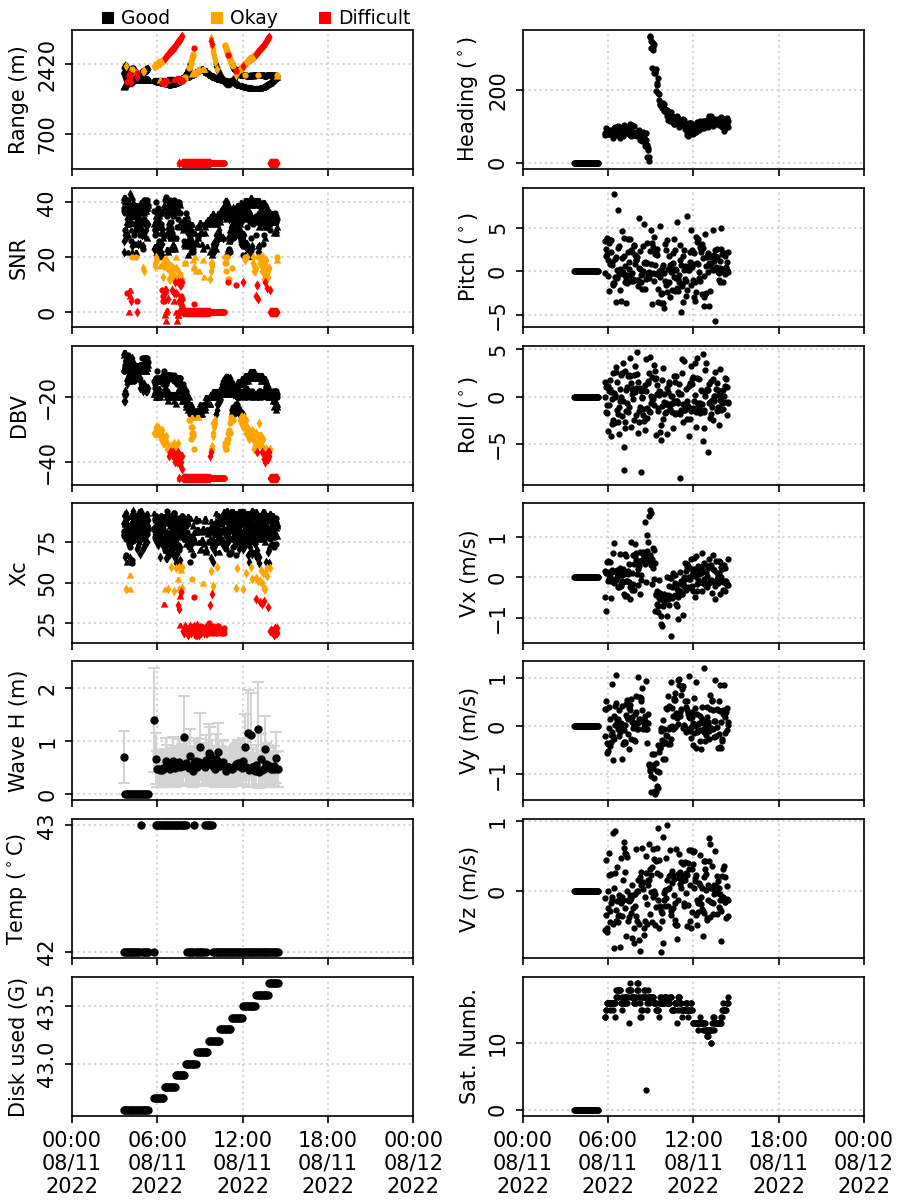 Good Okay Difficult
Range (m)
2420
700
Heading (°)
200
0
SNR
40
20
0
Pitch (°)
5
0
−5
DBV
−20
−40
Roll (°)
5
0
−5
Xc
75
50
25
Vx (m/s)
1
0
−1
Wave H (m)
2
1
0
Vy (m/s)
1
0
−1
Temp (°C)
43
42
Vz (m/s)
1
0
Disk used (G)
43.5
43.0
Sat. Numb.
10
0
00:00 06:00 12:00 18:00 00:00
08/11 08/11 08/11 08/11 08/12
2022 2022 2022 2022 2022
00:00 06:00 12:00 18:00 00:00
08/11 08/11 08/11 08/11 08/12
2022 2022 2022 2022 2022